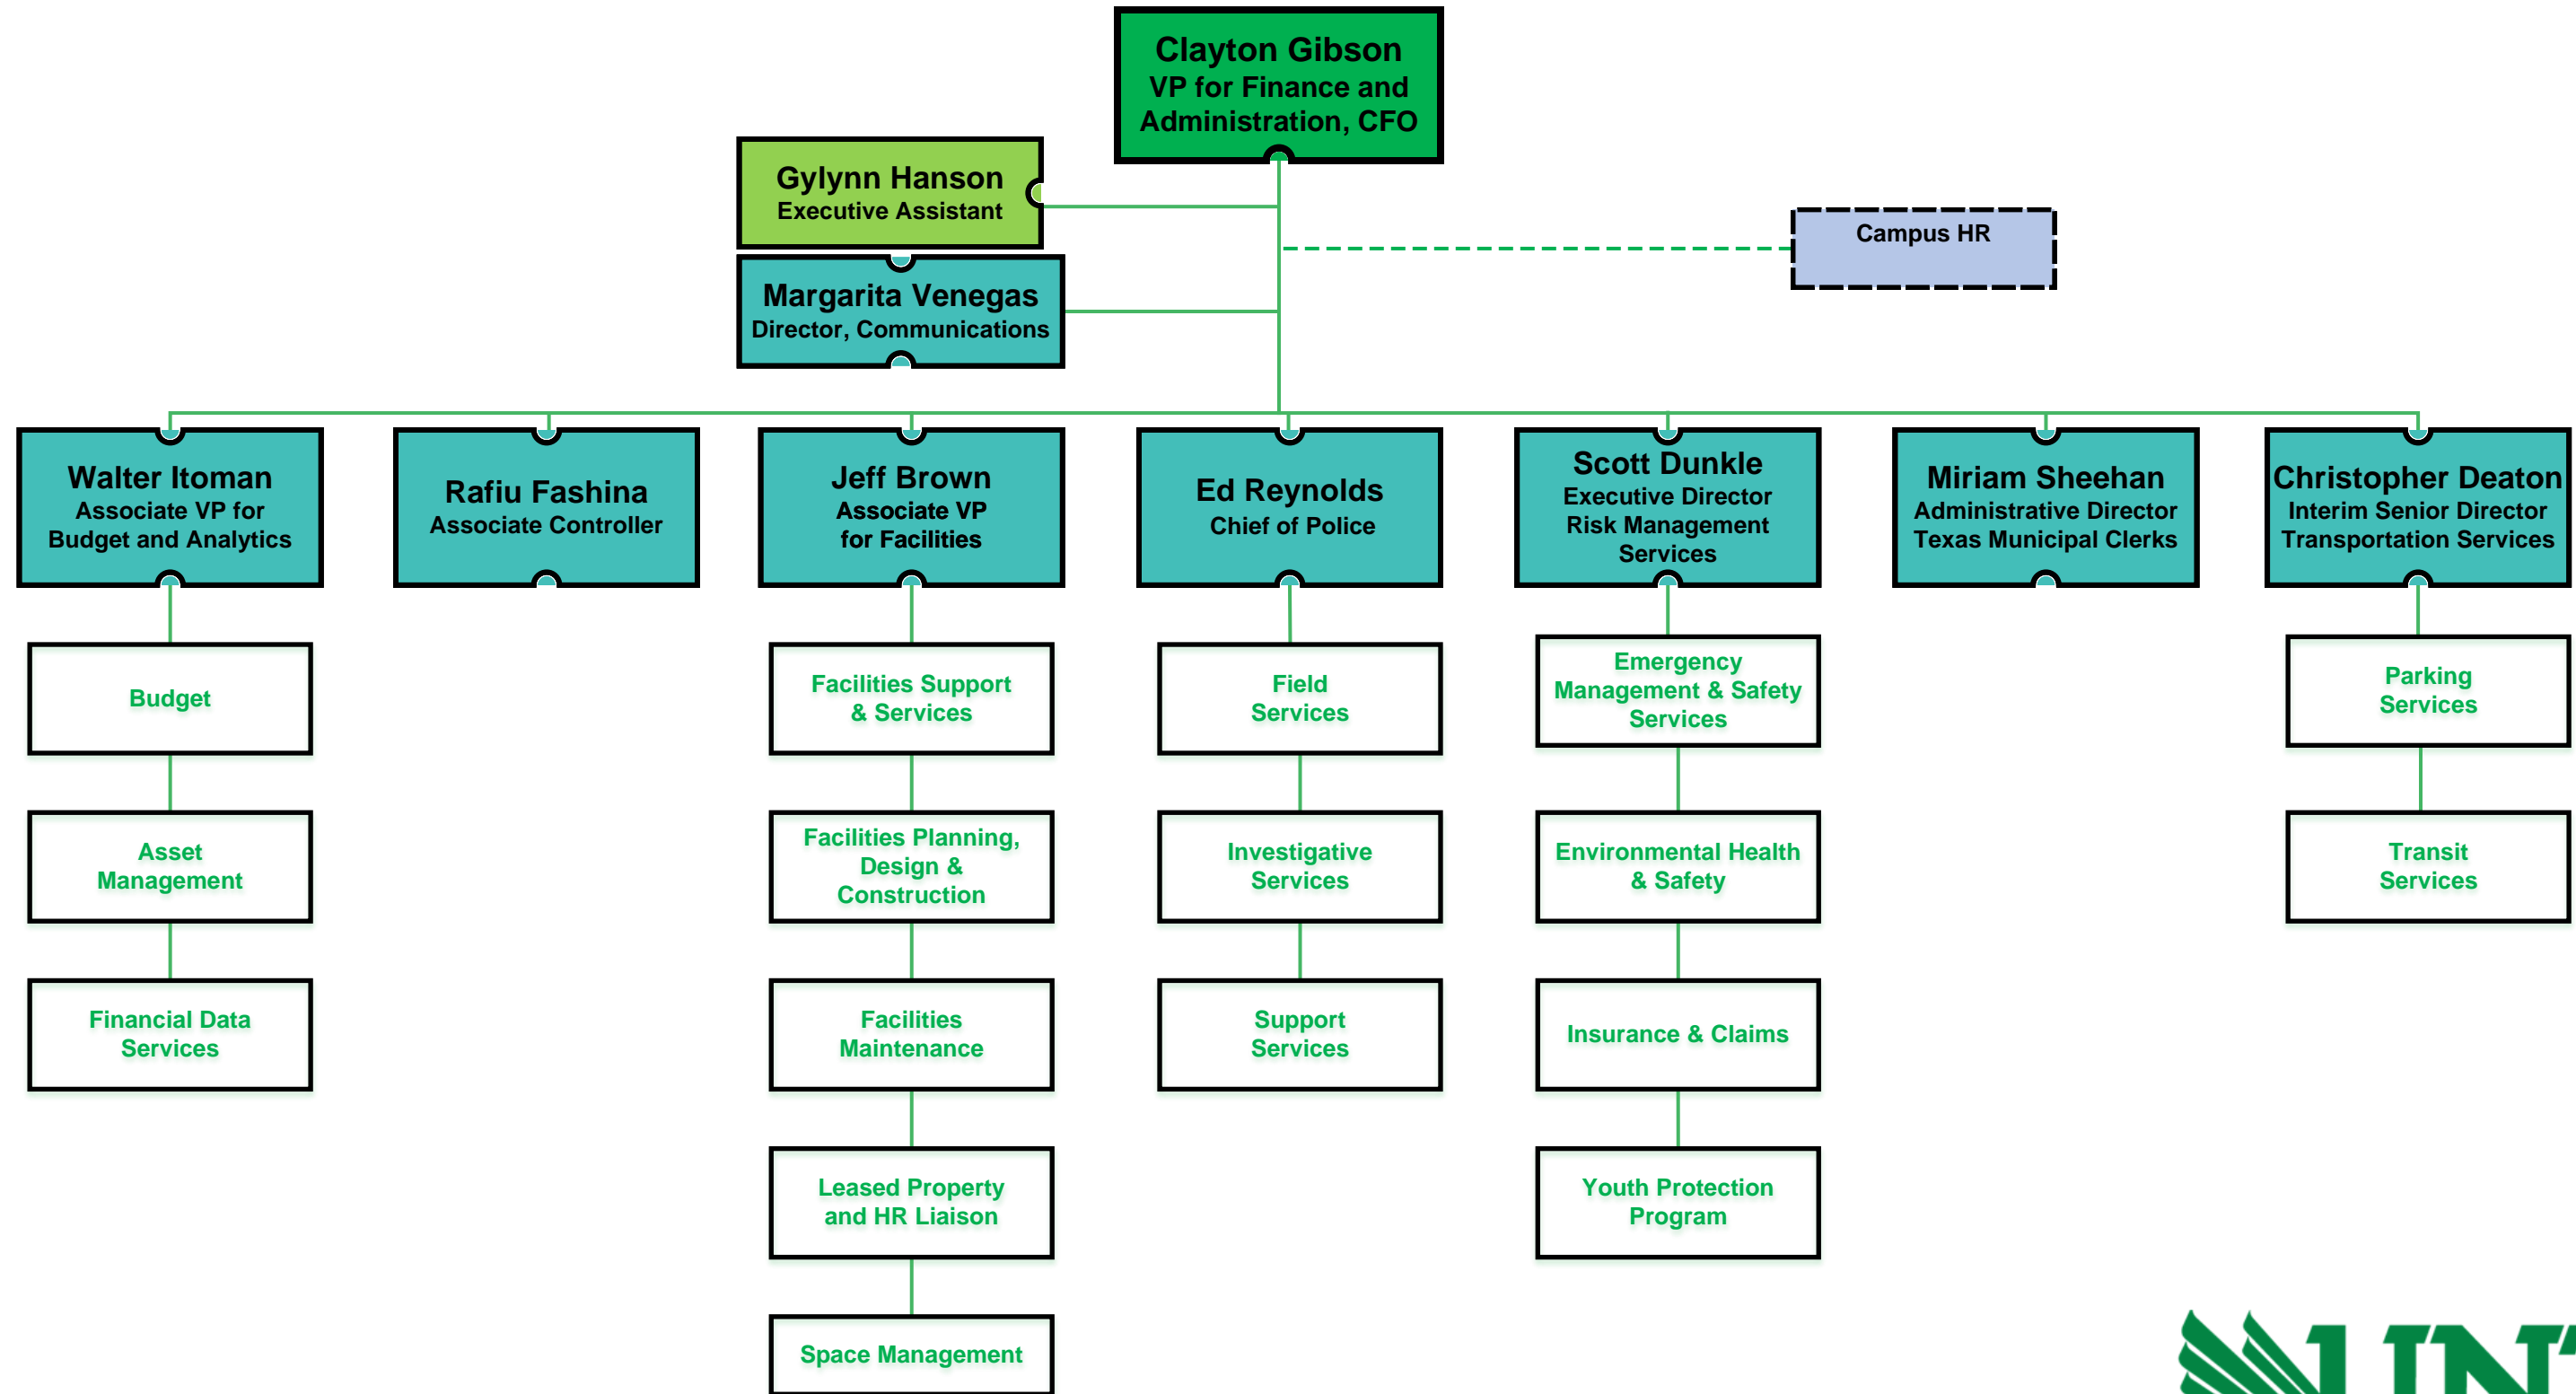 Clayton Gibson
VP for Finance and
Administration, CFO
Gylynn Hanson
Executive Assistant
Campus HR
Margarita Venegas
Director, Communications
Walter Itoman
Associate VP for
Budget and Analytics
Rafiu Fashina
Associate Controller
Jeff Brown
Associate VP
for Facilities
Ed Reynolds
Chief of Police
Scott Dunkle
Executive Director
Risk Management
Services
Miriam Sheehan
Administrative Director
Texas Municipal Clerks
Christopher Deaton
Interim Senior Director
Transportation Services
Budget
Asset
Management
Financial Data
Services
Facilities Support
& Services
Facilities Planning,
Design &
Construction
Facilities
Maintenance
Leased Property
and HR Liaison
Space Management
Field
Services
Investigative
Services
Support
Services
Emergency
Management & Safety
Services
Environmental Health
& Safety
Insurance & Claims
Youth Protection
Program
Parking
Services
Transit
Services
UNT